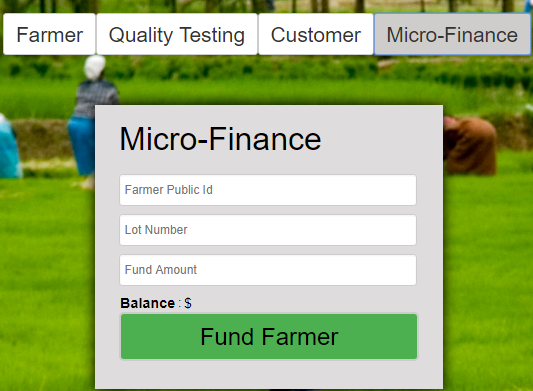 Farmer Quality Testing Customer Micro-Finance
Micro-Finance
Farmer Public Id
Lot Number
Fund Amount
Balance : $
Fund Farmer